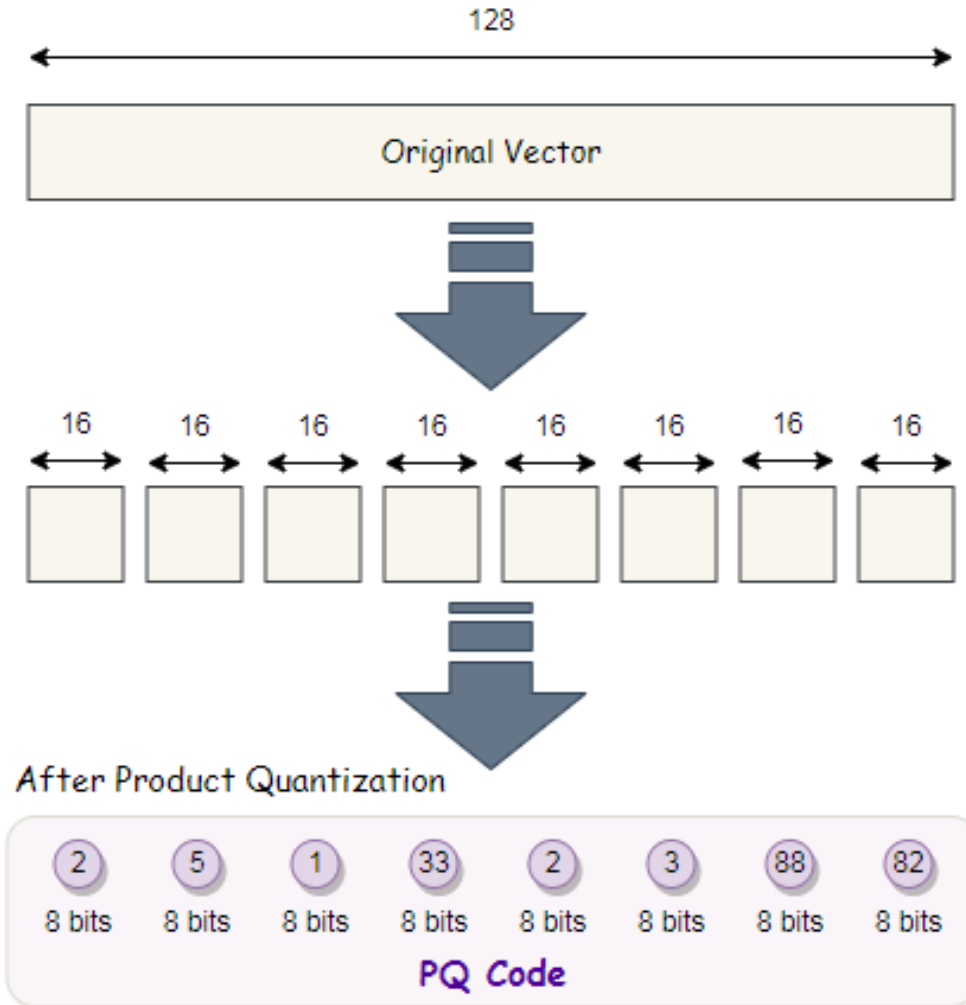 128
Original Vector
16 16 16 16 16 16 16 16
After Product Quantization
2 5 1 33 2 3 88 82
8 bits 8 bits 8 bits 8 bits 8 bits 8 bits 8 bits 8 bits
PQ Code